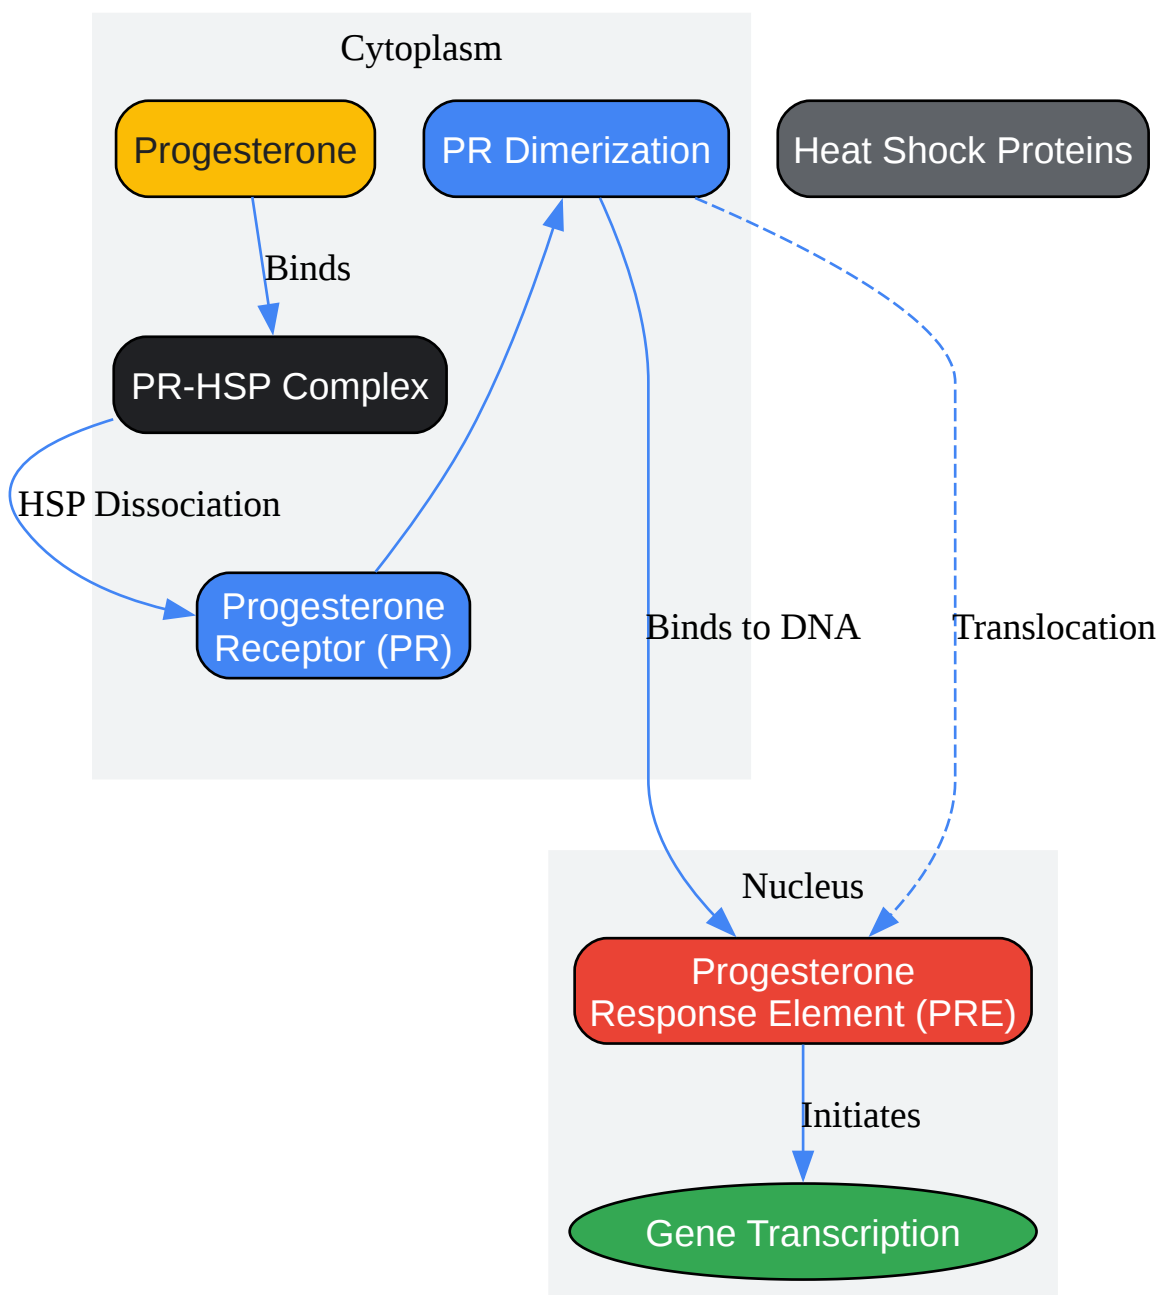 Cytoplasm
Progesterone
PR Dimerization
Heat Shock Proteins
Binds
PR-HSP Complex
HSP Dissociation
Progesterone
Receptor (PR)
Binds to DNA
Translocation
Nucleus
Progesterone
Response Element (PRE)
Initiates
Gene Transcription